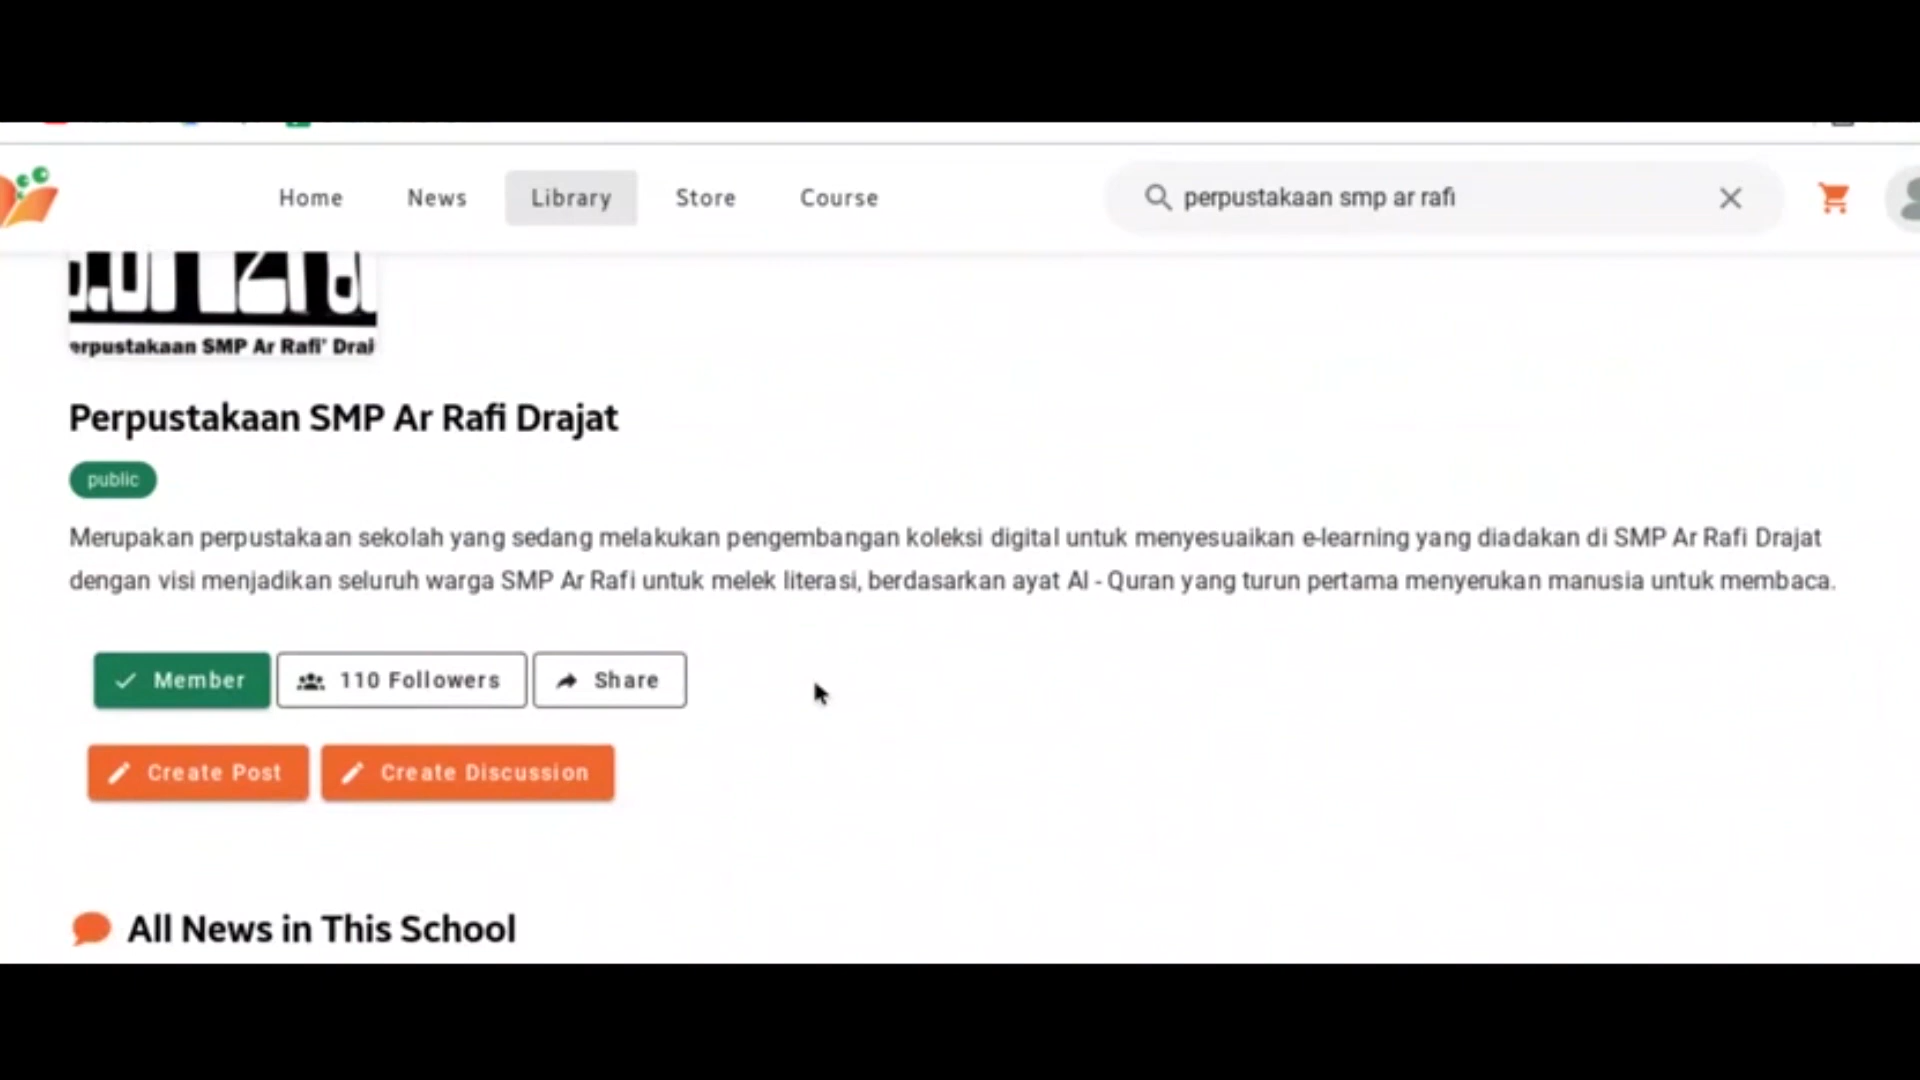 Home News Library Store Course perpustakaan smp ar rafi
erpustakaan SMP Ar Rafi' Draj
Perpustakaan SMP Ar Rafi Drajat
public
Merupakan perpustakaan sekolah yang sedang melakukan pengembangan koleksi digital untuk menyesuaikan e-learning yang diadakan di SMP Ar Rafi Drajat
dengan visi menjadikan seluruh warga SMP Ar Rafi untuk melek literasi, berdasarkan ayat Al - Quran yang turun pertama menyerukan manusia untuk membaca.
Member 110 Followers Share
Create Post Create Discussion
All News in This School